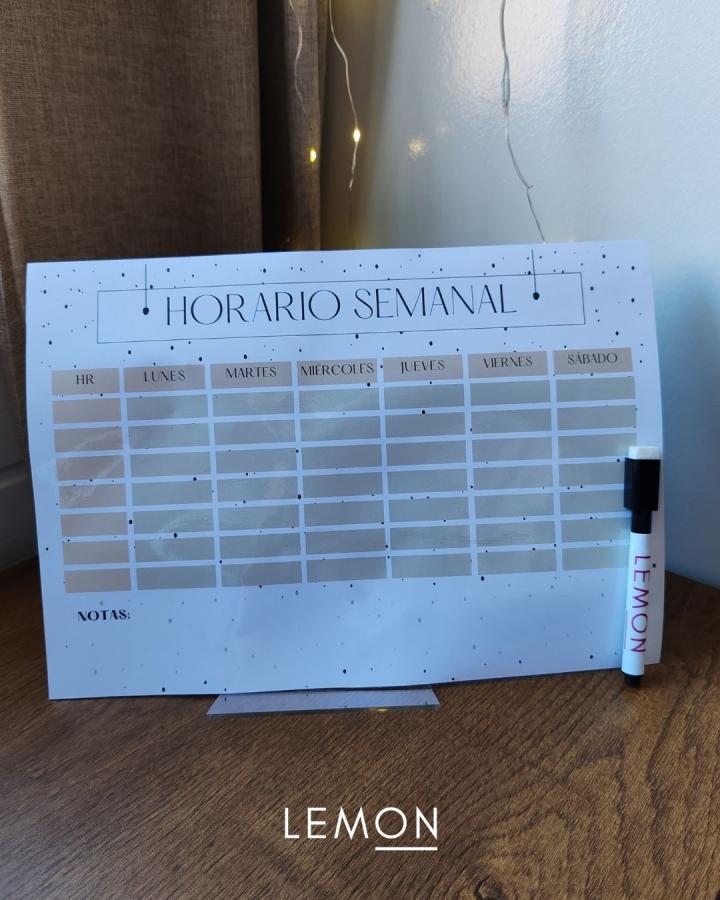 HORARIO SEMANAL
HR LUNES MARTES MIÉRCOLES JUEVES VIERNES SÁBADO
NOTAS:
LEMON
LEMON